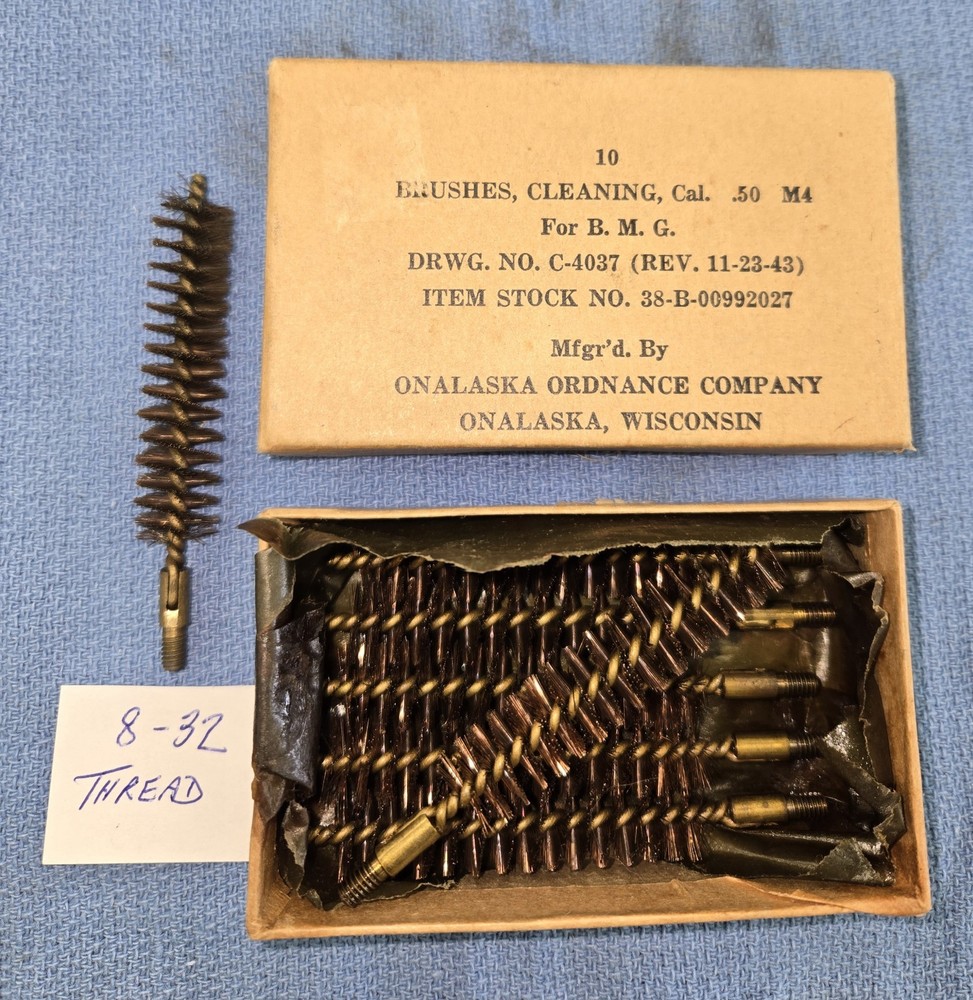 10
BRUSHES, CLEANING, Cal. .50 M4
For B. M. G.
DRWG. NO. C-4037 (REV. 11-23-43)
ITEM STOCK NO. 38-B-00992027
Mfgr'd. By
ONALASKA ORDNANCE COMPANY
ONALASKA, WISCONSIN
8-32
THREAD